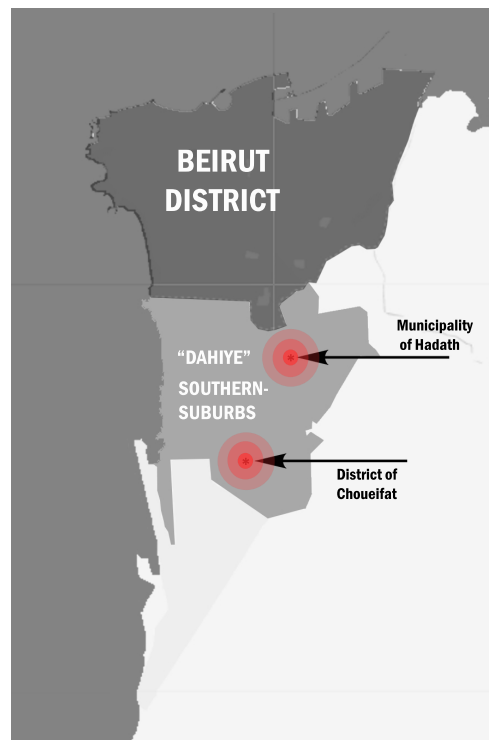 BEIRUT
DISTRICT
Municipality
of Hadath
“DAHIYE”
SOUTHERN-
SUBURBS
District of
Choueifat